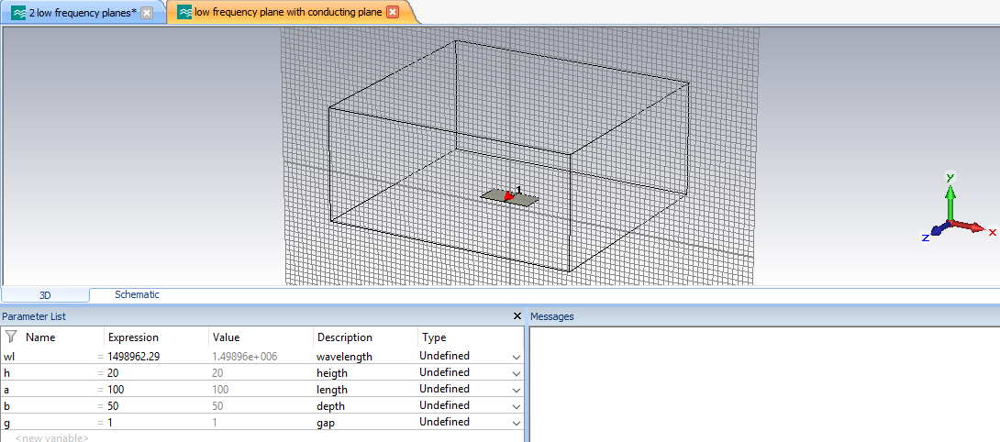 2 low frequency planes* low frequency plane with conducting plane
1
y
x
z
3D Schematic
Parameter List Messages
Name Expression Value Description Type
wl = 1498962.29 1.49896e+006 wavelength Undefined
h = 20 20 heigth Undefined
a = 100 100 length Undefined
b = 50 50 depth Undefined
g = 1 1 gap Undefined
<new variable>